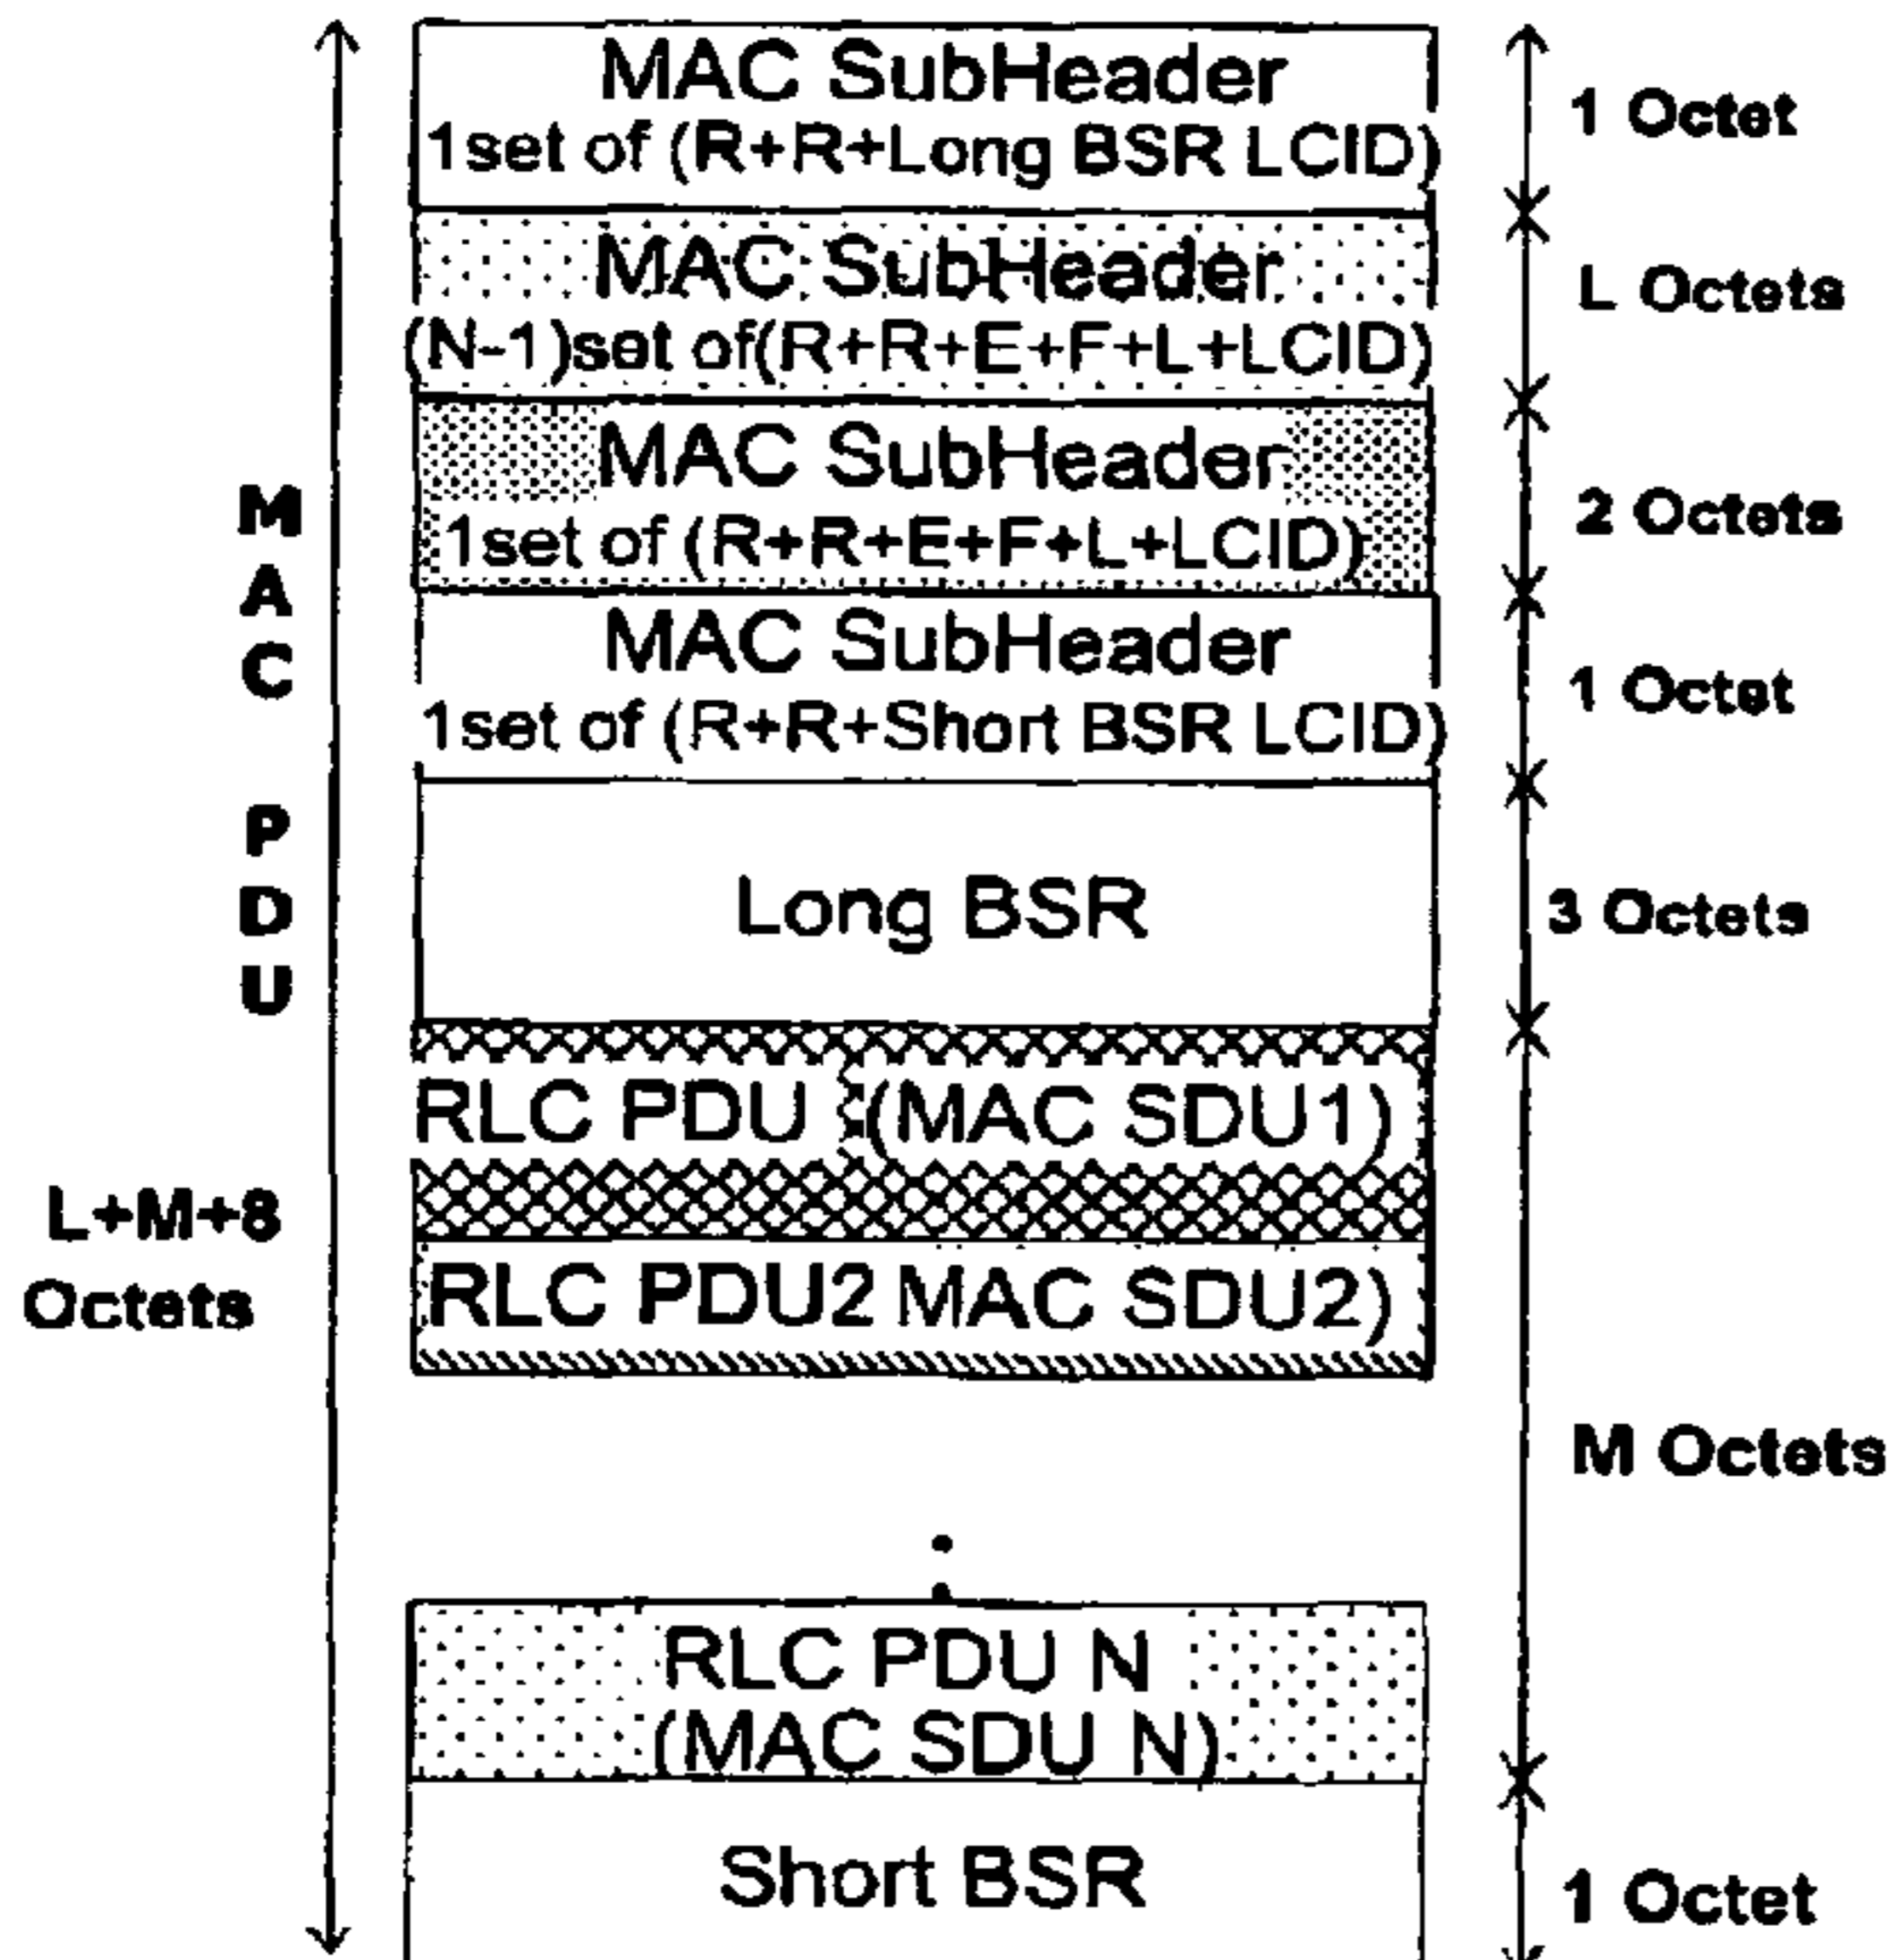 MAC SubHeader
1set of (R+R+Long BSR LCID)
1 Octet
MAC SubHeader
(N-1)set of(R+R+E+F+L+LCID)
L Octets
MAC SubHeader
1set of (R+R+E+F+L+LCID)
2 Octets
MAC SubHeader
1set of (R+R+Short BSR LCID)
1 Octet
MAC PDU
Long BSR
3 Octets
RLC PDU (MAC SDU1)
L+M+8
Octets
RLC PDU2 MAC SDU2)
M Octets
RLC PDU N
(MAC SDU N)
Short BSR
1 Octet